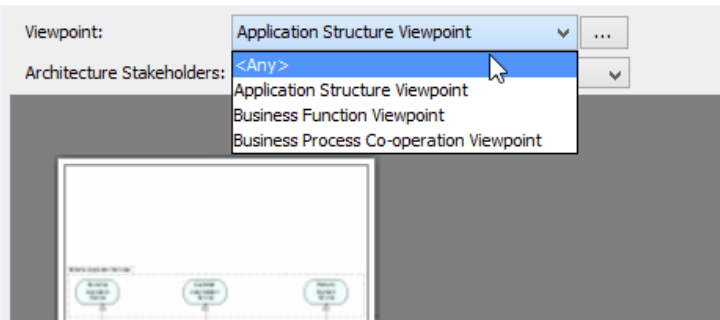 Viewpoint:
Application Structure Viewpoint
...
Architecture Stakeholders:
<Any>
Application Structure Viewpoint
Business Function Viewpoint
Business Process Co-operation Viewpoint